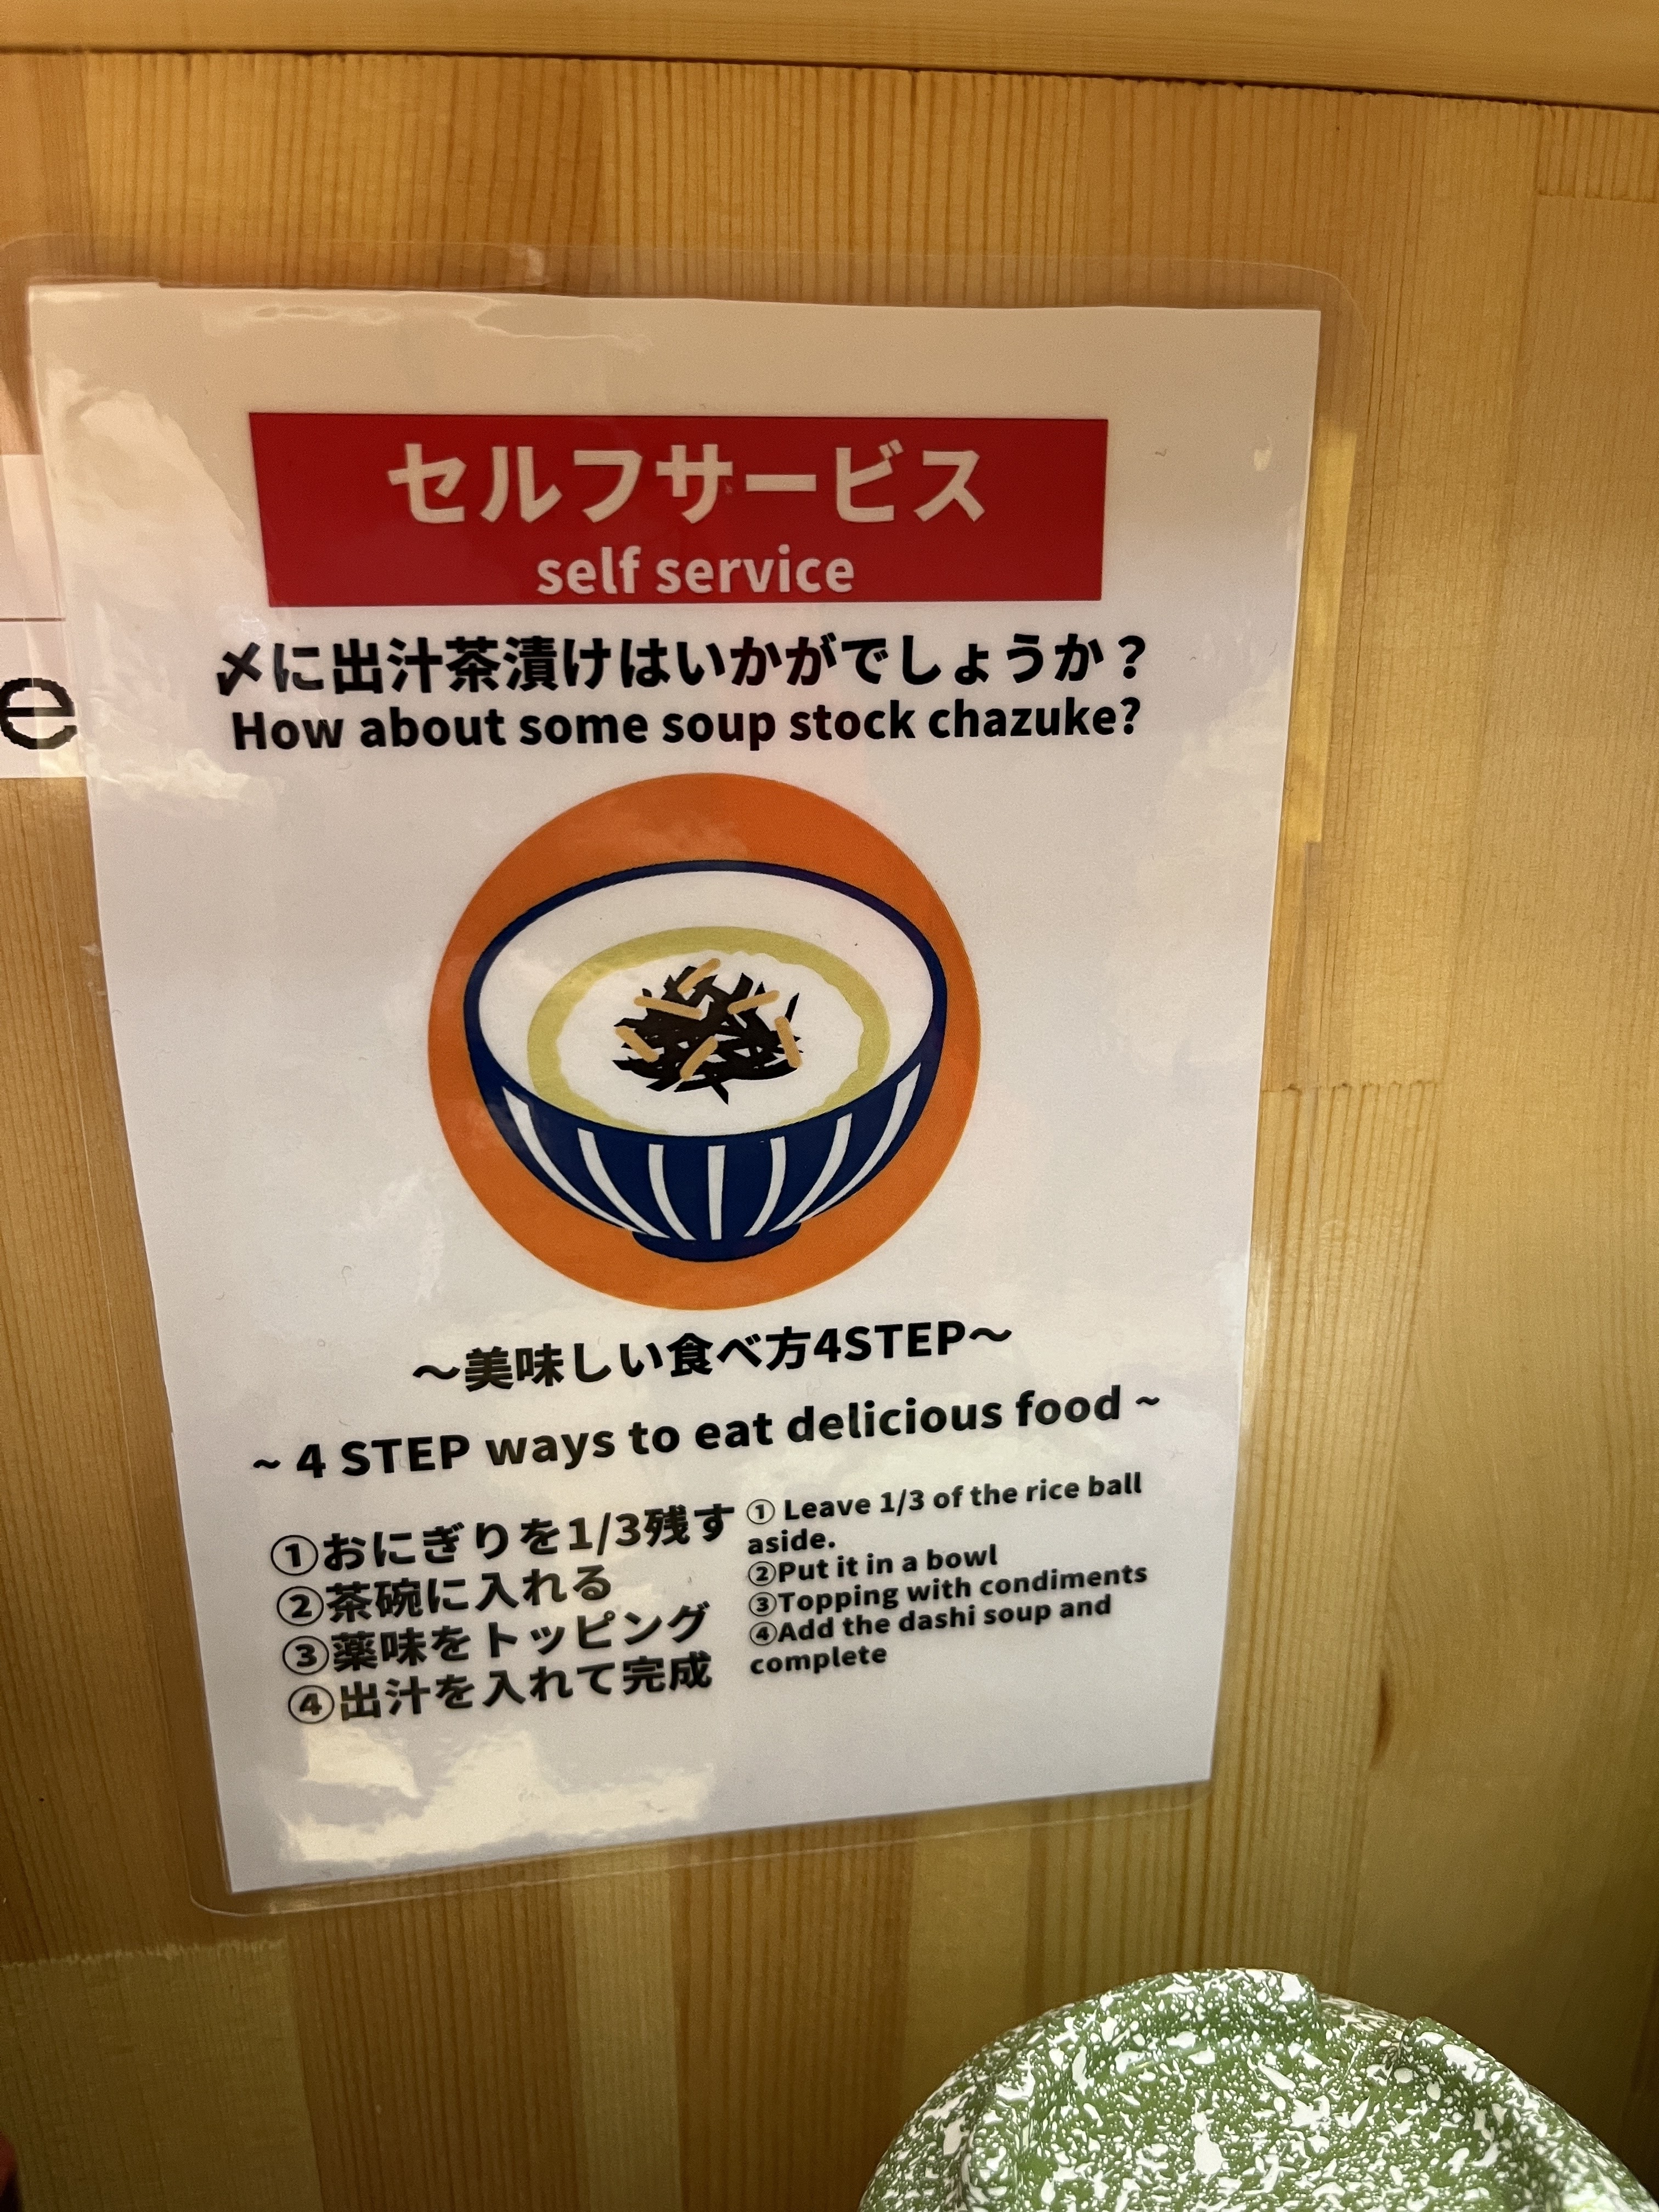 セルフサービス
self service
〆に出汁茶漬けはいかがでしょうか？
How about some soup stock chazuke?
～美味しい食べ方4STEP～
~ 4 STEP ways to eat delicious food ~
①おにぎりを1/3残す
②茶碗に入れる
③薬味をトッピング
④出汁を入れて完成
① Leave 1/3 of the rice ball
aside.
②Put it in a bowl
③Topping with condiments
④Add the dashi soup and
complete
e